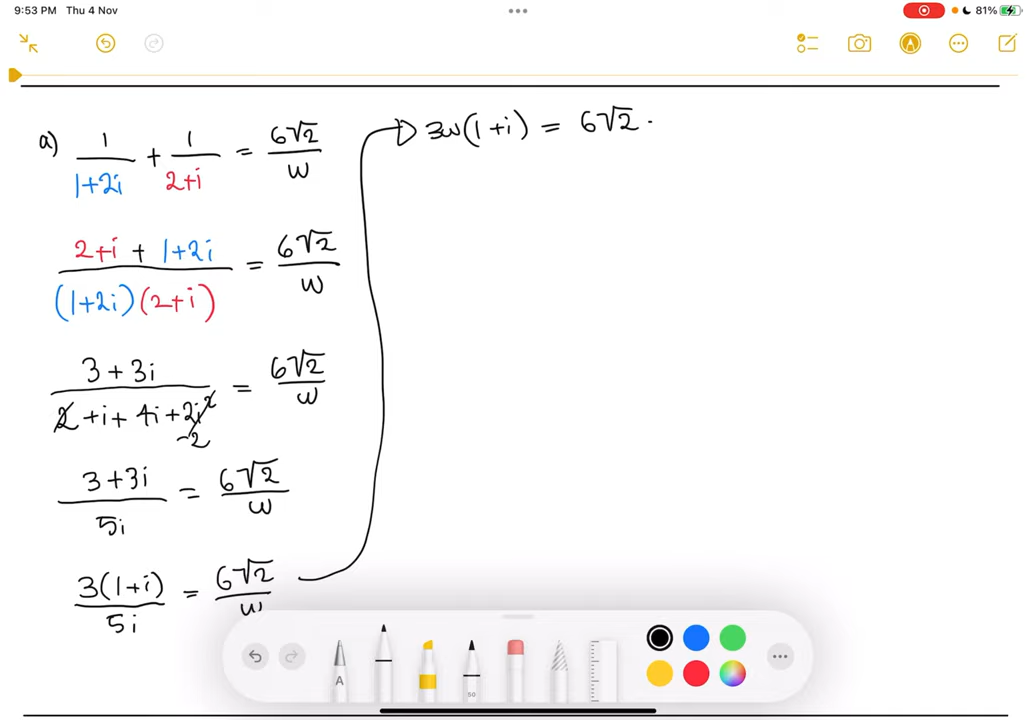 9:53 PM Thu 4 Nov 81%
a) 1/(1+2i) + 1/(2+i) = 6√2/w
(2+i + 1+2i)/((1+2i)(2+i)) = 6√2/w
(3 + 3i)/(2 + i + 4i + 2i²) = 6√2/w
-2
(3 + 3i)/5i = 6√2/w
3(1+i)/5i = 6√2/w
3w(1+i) = 6√2 .
A
50